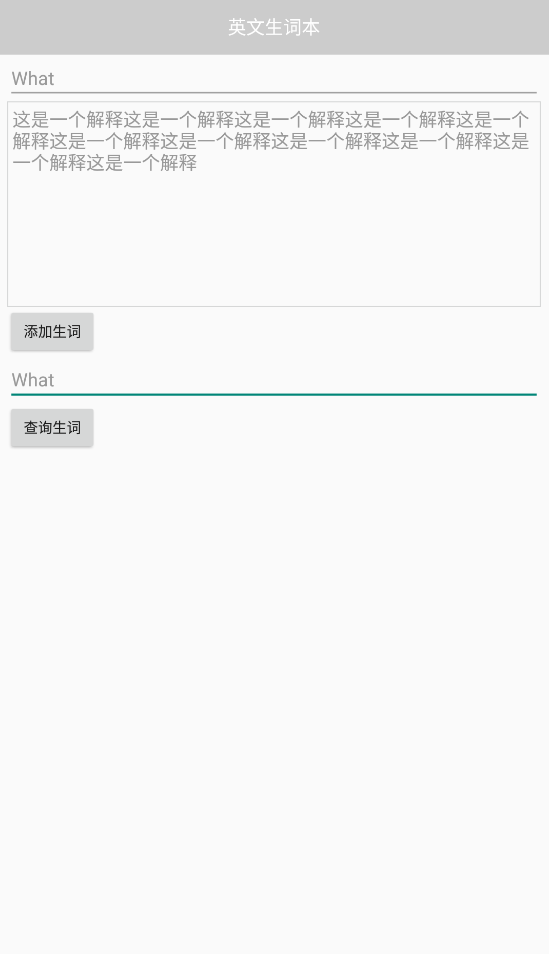 英文生词本
What
这是一个解释这是一个解释这是一个解释这是一个解释这是一个
解释这是一个解释这是一个解释这是一个解释这是一个解释这是
一个解释这是一个解释
添加生词
What
查询生词